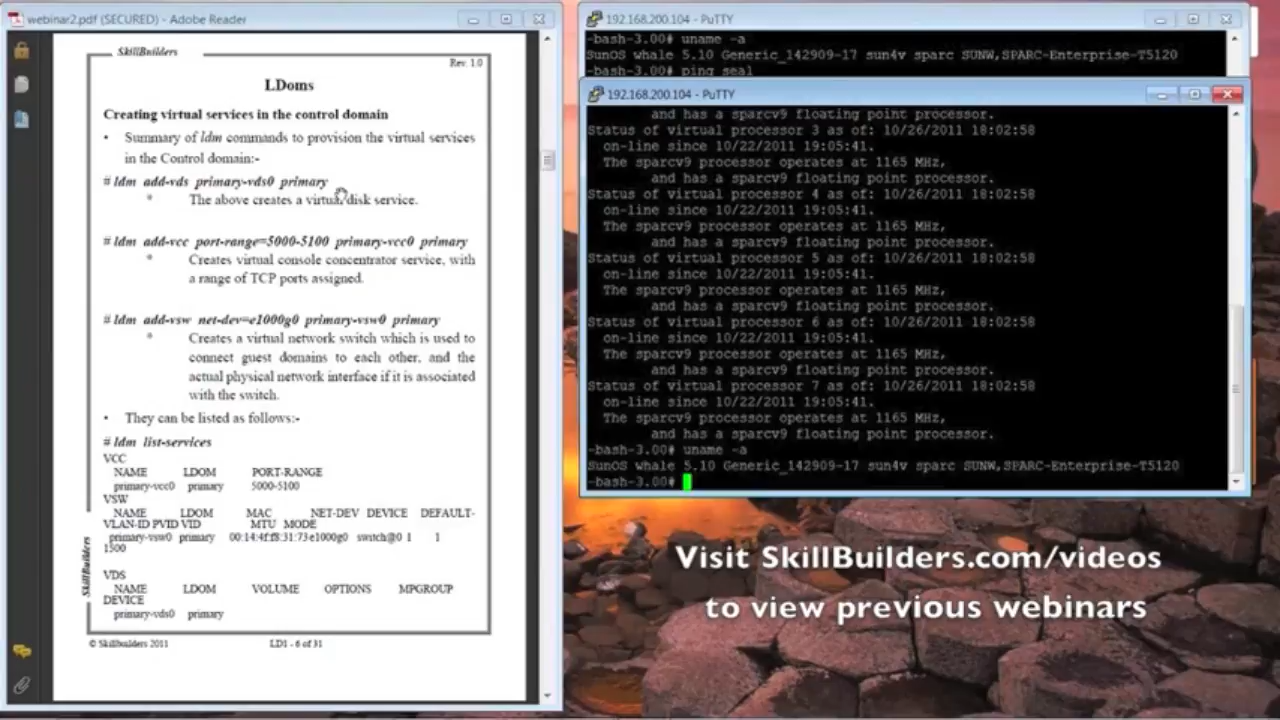 webinar2.pdf (SECURED) - Adobe Reader
SkillBuilders
Rev. 1.0
LDoms
Creating virtual services in the control domain
• Summary of ldm commands to provision the virtual services
in the Control domain:-
# ldm add-vds primary-vds0 primary
* The above creates a virtual disk service.
# ldm add-vcc port-range=5000-5100 primary-vcc0 primary
* Creates virtual console concentrator service, with
a range of TCP ports assigned.
# ldm add-vsw net-dev=e1000g0 primary-vsw0 primary
* Creates a virtual network switch which is used to
connect guest domains to each other, and the
actual physical network interface if it is associated
with the switch.
• They can be listed as follows:-
# ldm list-services
VCC
NAME LDOM PORT-RANGE
primary-vcc0 primary 5000-5100
VSW
NAME LDOM MAC NET-DEV DEVICE DEFAULT-
VLAN-ID PVID VID MTU MODE
primary-vsw0 primary 00:14:4f:f8:31:73 e1000g0 switch@0 1 1
1500
VDS
NAME LDOM VOLUME OPTIONS MPGROUP
DEVICE
primary-vds0 primary
SkillBuilders
© Skillbuilders 2011 LD1 - 6 of 31
192.168.200.104 - PuTTY
-bash-3.00# uname -a
SunOS whale 5.10 Generic_142909-17 sun4v sparc SUNW,SPARC-Enterprise-T5120
-bash-3.00# ping seal
192.168.200.104 - PuTTY
and has a sparcv9 floating point processor.
Status of virtual processor 3 as of: 10/26/2011 18:02:58
on-line since 10/22/2011 19:05:41.
The sparcv9 processor operates at 1165 MHz,
and has a sparcv9 floating point processor.
Status of virtual processor 4 as of: 10/26/2011 18:02:58
on-line since 10/22/2011 19:05:41.
The sparcv9 processor operates at 1165 MHz,
and has a sparcv9 floating point processor.
Status of virtual processor 5 as of: 10/26/2011 18:02:58
on-line since 10/22/2011 19:05:41.
The sparcv9 processor operates at 1165 MHz,
and has a sparcv9 floating point processor.
Status of virtual processor 6 as of: 10/26/2011 18:02:58
on-line since 10/22/2011 19:05:41.
The sparcv9 processor operates at 1165 MHz,
and has a sparcv9 floating point processor.
Status of virtual processor 7 as of: 10/26/2011 18:02:58
on-line since 10/22/2011 19:05:41.
The sparcv9 processor operates at 1165 MHz,
and has a sparcv9 floating point processor.
-bash-3.00# uname -a
SunOS whale 5.10 Generic_142909-17 sun4v sparc SUNW,SPARC-Enterprise-T5120
-bash-3.00#
Visit SkillBuilders.com/videos
to view previous webinars